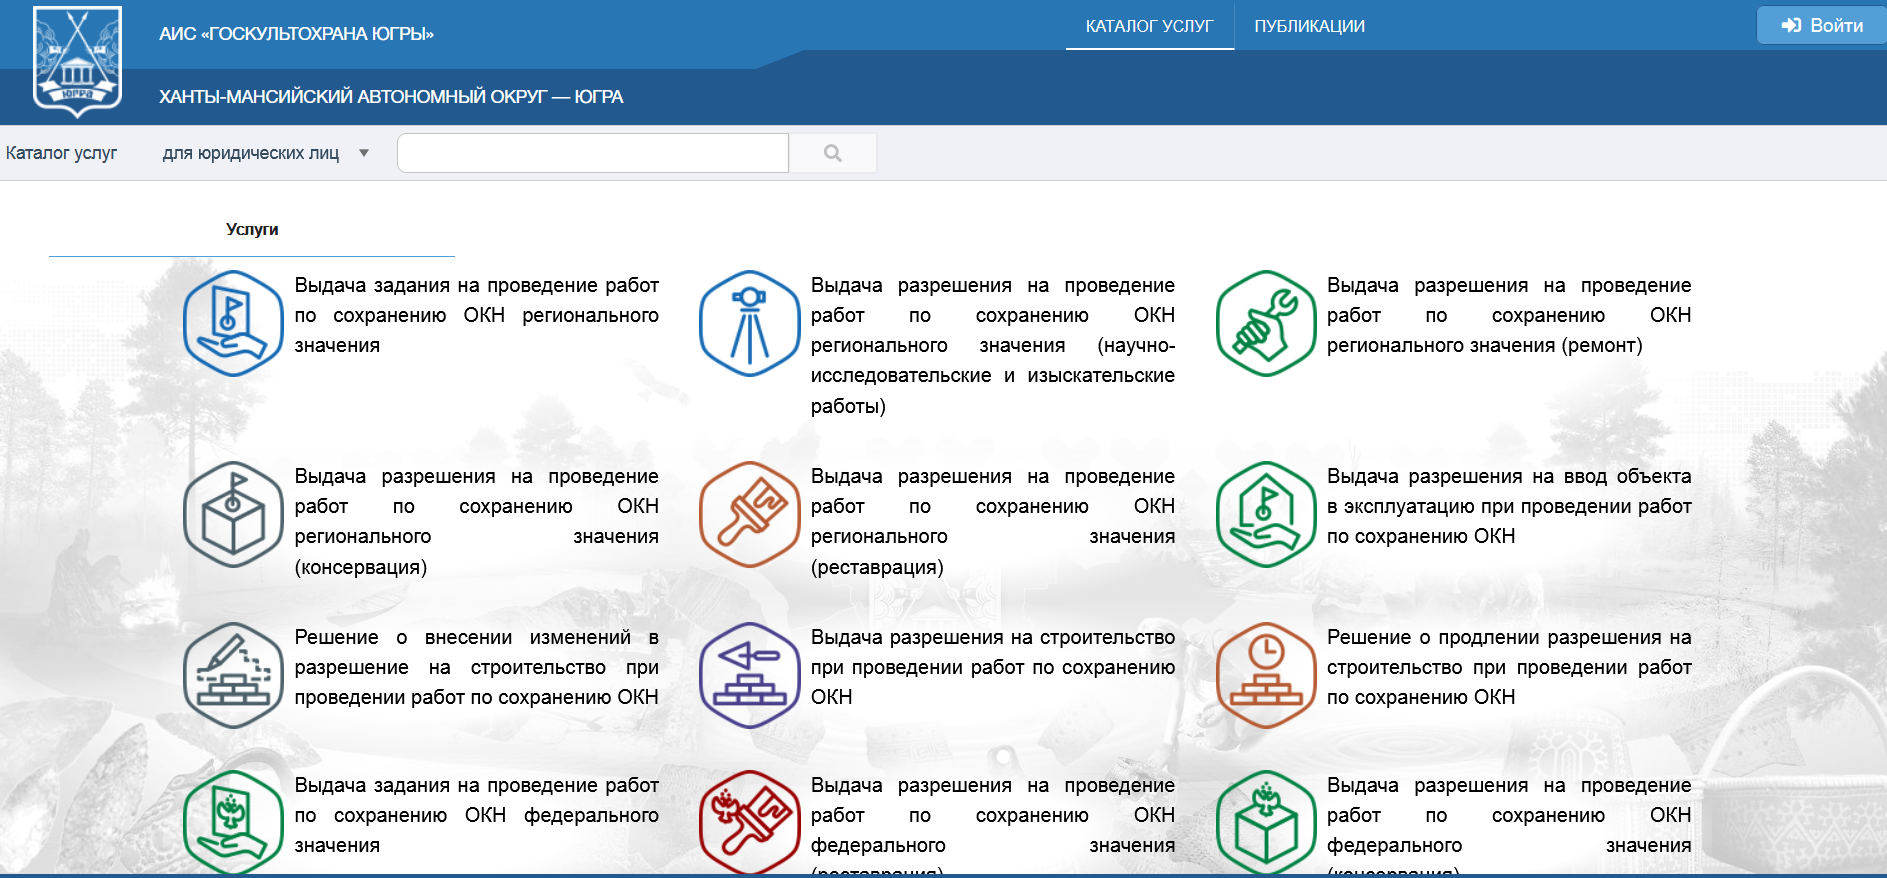 АИС «ГОСКУЛЬТОХРАНА ЮГРЫ»
КАТАЛОГ УСЛУГ
ПУБЛИКАЦИИ
Войти
ЮГРА
ХАНТЫ-МАНСИЙСКИЙ АВТОНОМНЫЙ ОКРУГ — ЮГРА
Каталог услуг
для юридических лиц
Услуги
Выдача задания на проведение работ
по сохранению ОКН регионального
значения
Выдача разрешения на проведение
работ по сохранению ОКН
регионального значения (научно-
исследовательские и изыскательские
работы)
Выдача разрешения на проведение
работ по сохранению ОКН
регионального значения (ремонт)
Выдача разрешения на проведение
работ по сохранению ОКН
регионального значения
(консервация)
Выдача разрешения на проведение
работ по сохранению ОКН
регионального значения
(реставрация)
Выдача разрешения на ввод объекта
в эксплуатацию при проведении работ
по сохранению ОКН
Решение о внесении изменений в
разрешение на строительство при
проведении работ по сохранению ОКН
Выдача разрешения на строительство
при проведении работ по сохранению
ОКН
Решение о продлении разрешения на
строительство при проведении работ
по сохранению ОКН
Выдача задания на проведение работ
по сохранению ОКН федерального
значения
Выдача разрешения на проведение
работ по сохранению ОКН
федерального значения
(реставрация)
Выдача разрешения на проведение
работ по сохранению ОКН
федерального значения
(консервация)